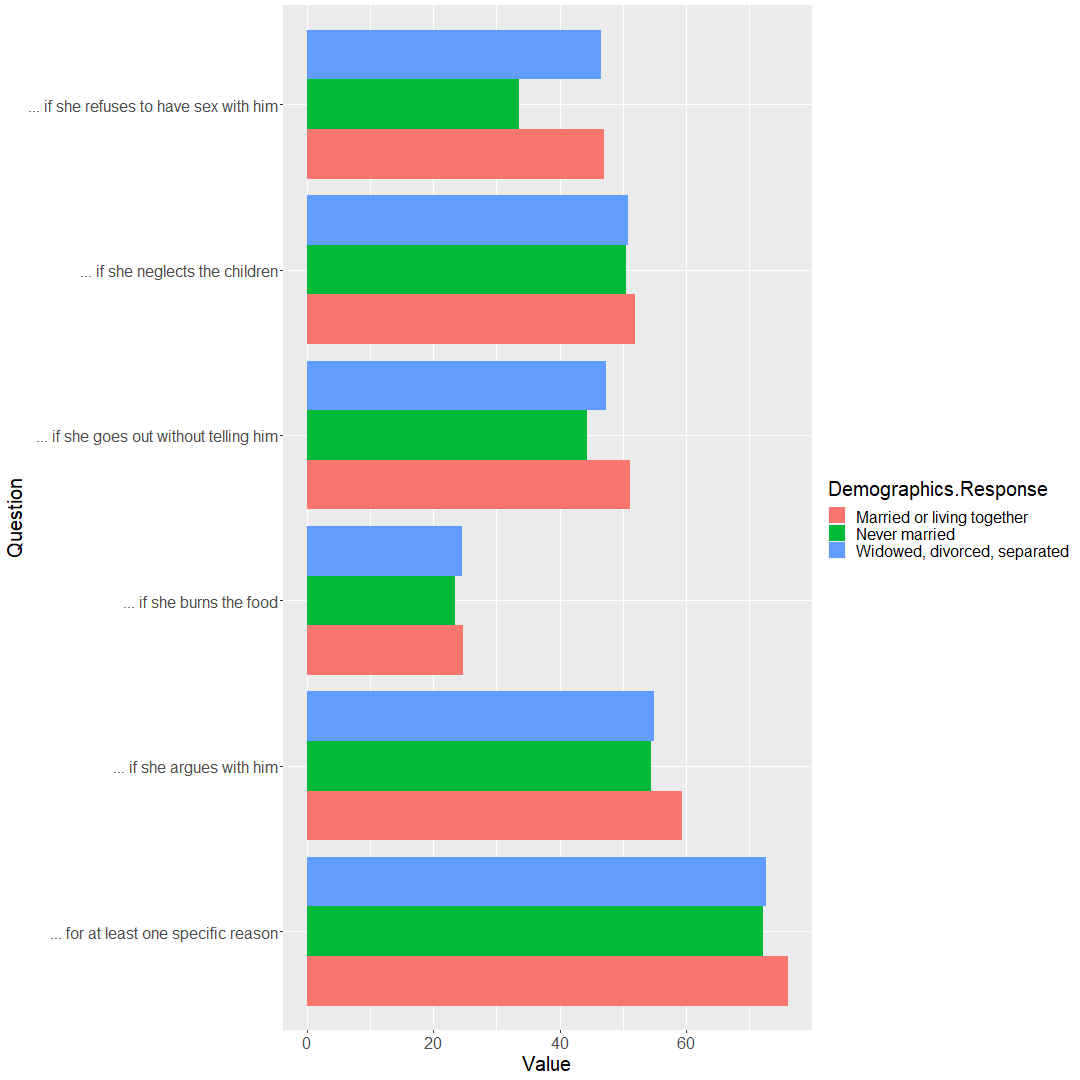 Question
... if she refuses to have sex with him
... if she neglects the children
... if she goes out without telling him
... if she burns the food
... if she argues with him
... for at least one specific reason
0 20 40 60
Value
Demographics.Response
Married or living together
Never married
Widowed, divorced, separated